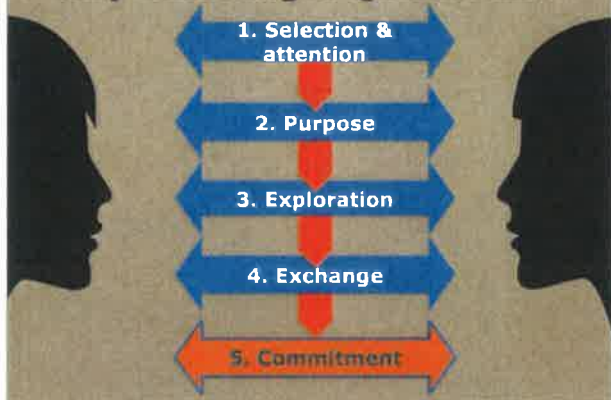 1. Selection &
attention
2. Purpose
3. Exploration
4. Exchange
5. Commitment